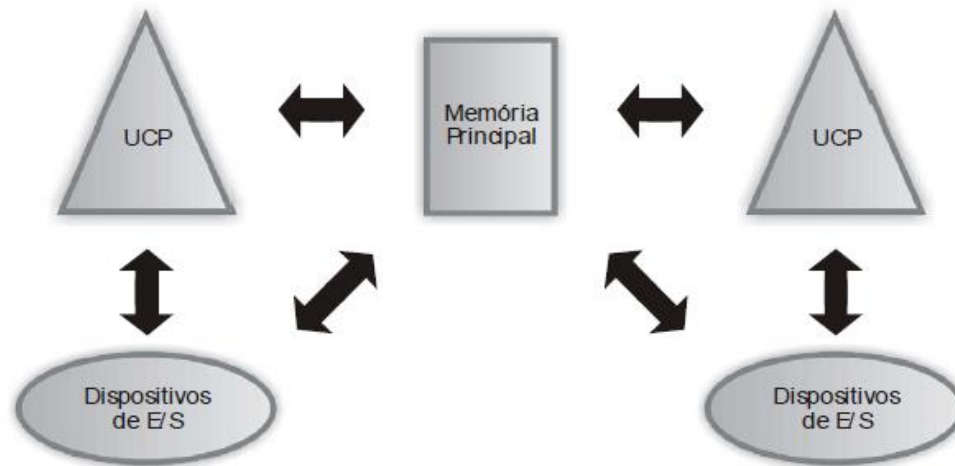 UCP
Memória
Principal
UCP
Dispositivos
de E/S
Dispositivos
de E/S